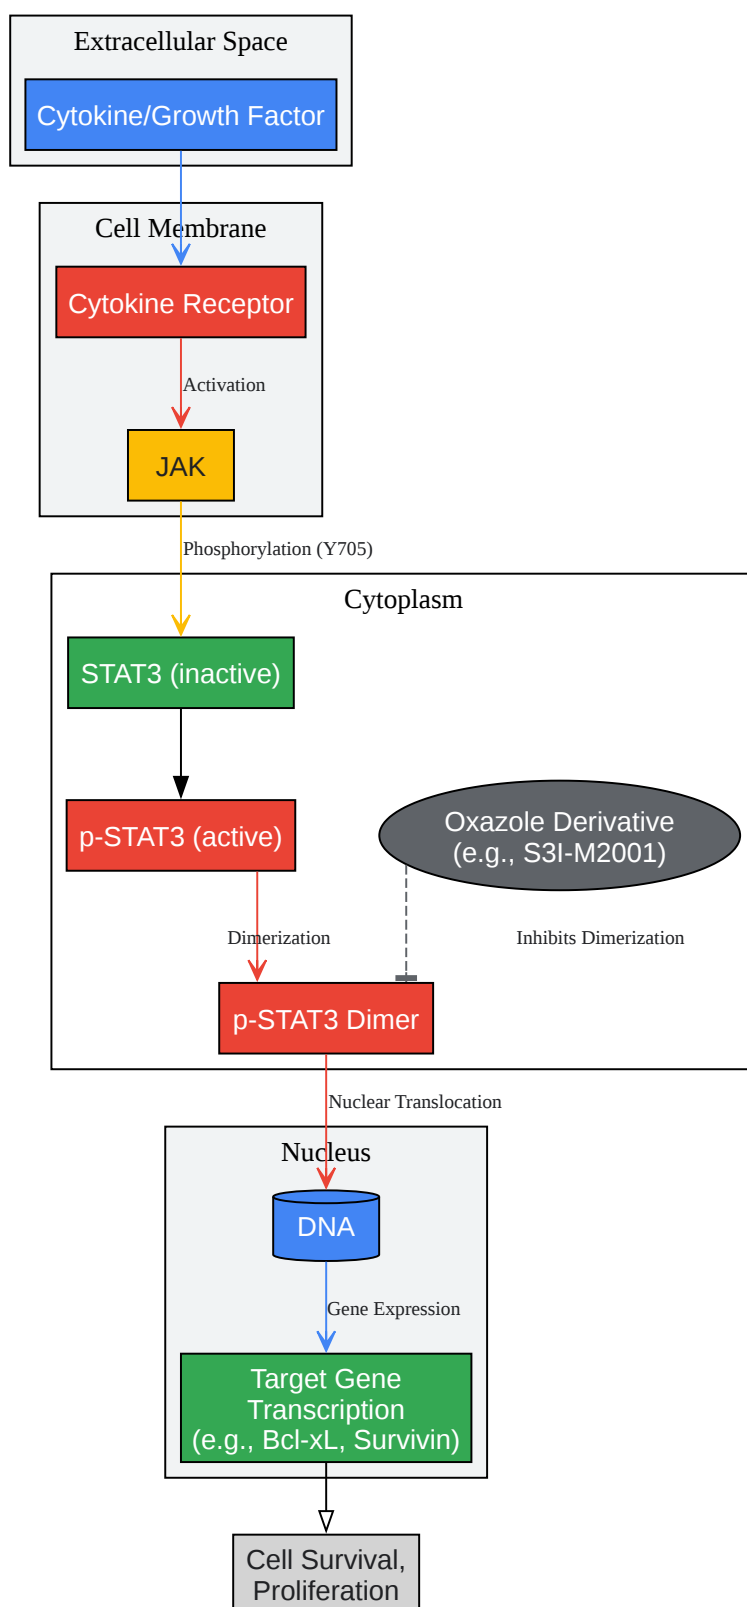 Extracellular Space
Cytokine/Growth Factor
Cell Membrane
Cytokine Receptor
Activation
JAK
Phosphorylation (Y705)
Cytoplasm
STAT3 (inactive)
p-STAT3 (active)
Oxazole Derivative
(e.g., S3I-M2001)
Dimerization
Inhibits Dimerization
p-STAT3 Dimer
Nuclear Translocation
Nucleus
DNA
Gene Expression
Target Gene
Transcription
(e.g., Bcl-xL, Survivin)
Cell Survival,
Proliferation